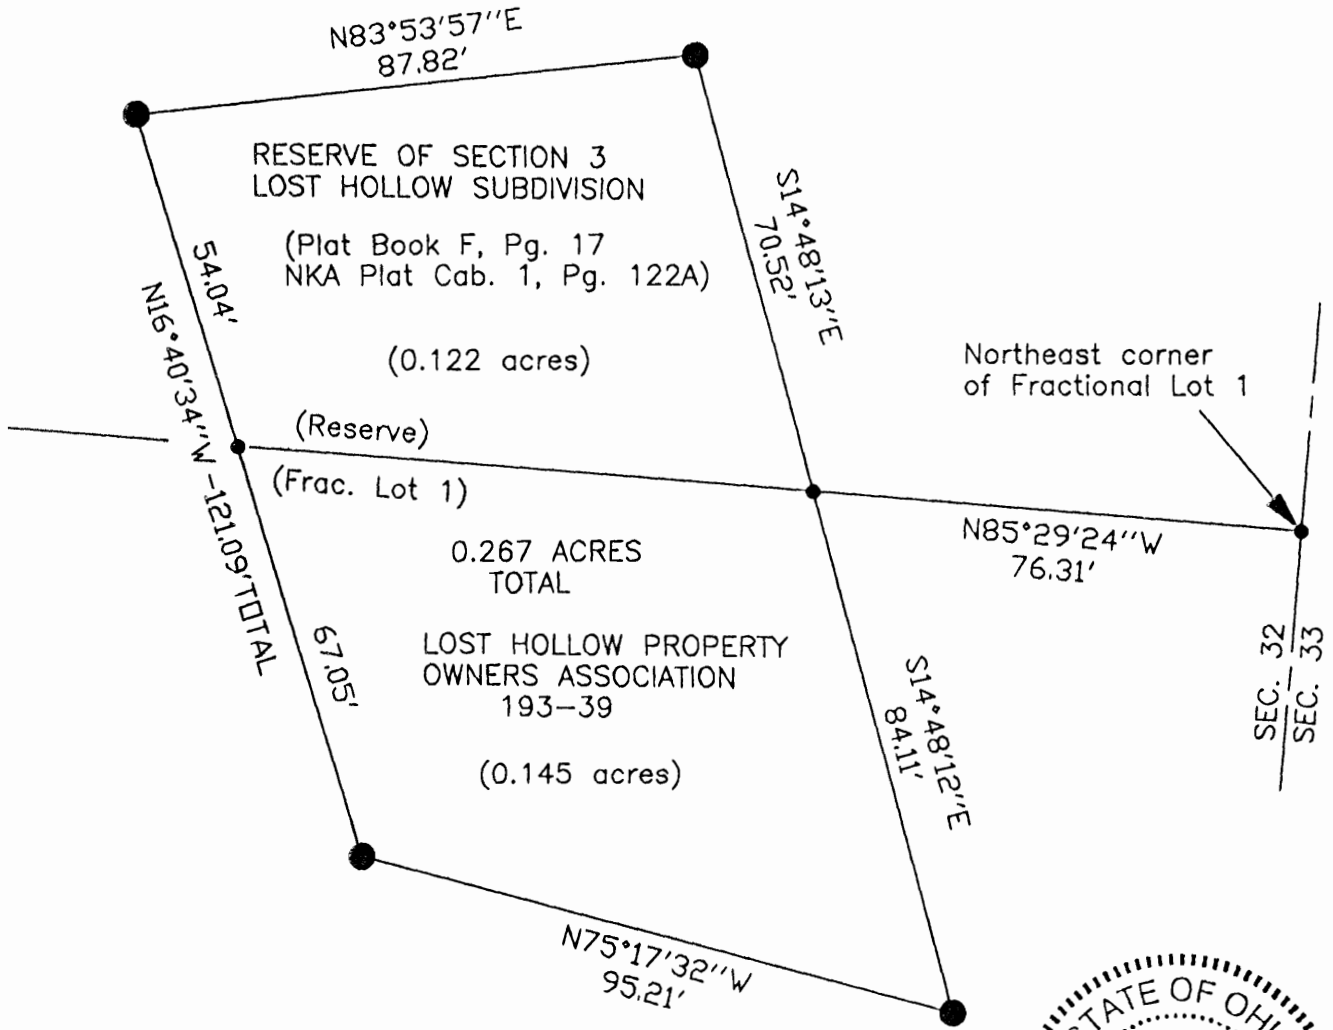 N83°53'57"E
87.82'
RESERVE OF SECTION 3
LOST HOLLOW SUBDIVISION
(Plat Book F, Pg. 17
NKA Plat Cab. 1, Pg. 122A)
(0.122 acres)
S14°48'13"E
70.52'
54.04'
N16°40'34"W -121.09'TOTAL
(Reserve)
(Frac. Lot 1)
Northeast corner
of Fractional Lot 1
N85°29'24"W
76.31'
0.267 ACRES
TOTAL
LOST HOLLOW PROPERTY
OWNERS ASSOCIATION
193-39
(0.145 acres)
67.05'
S14°48'12"E
84.11'
SEC. 32
SEC. 33
N75°17'32"W
95.21'
STATE OF OH